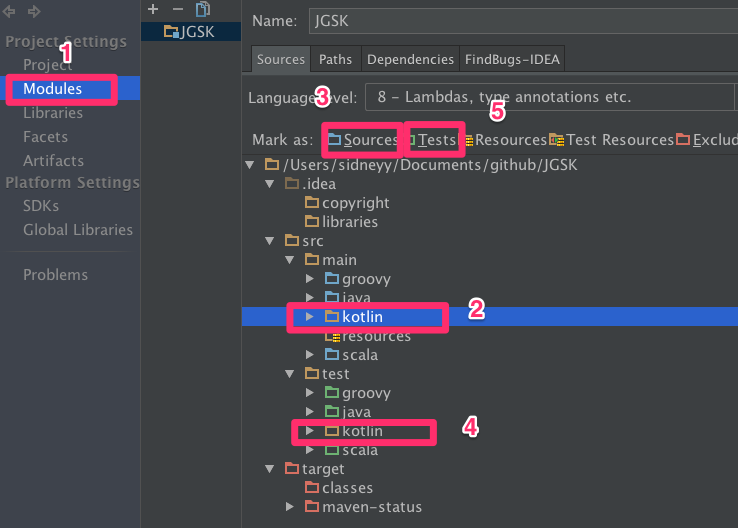 Project Settings
Project
Modules
Libraries
Facets
Artifacts
Platform Settings
SDKs
Global Libraries
Problems
1
JGSK
Name: JGSK
Sources Paths Dependencies FindBugs-IDEA
3
Language level: 8 – Lambdas, type annotations etc.
5
Mark as: Sources Tests Resources Test Resources Exclud
/Users/sidneyy/Documents/github/JGSK
.idea
copyright
libraries
src
main
groovy
java
kotlin 2
resources
scala
test
groovy
java
kotlin 4
scala
target
classes
maven-status